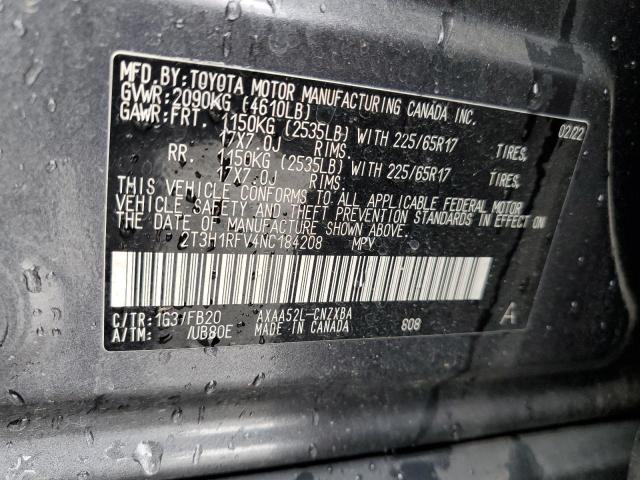 MFD.BY:TOYOTA MOTOR MANUFACTURING CANADA INC.
GVWR:2090KG (4610LB) 02/22
GAWR:FRT. 1150KG (2535LB) WITH 225/65R17 TIRES,
17X7.0J RIMS.
RR. 1150KG (2535LB) WITH 225/65R17 TIRES,
17X7.0J RIMS.
THIS VEHICLE CONFORMS TO ALL APPLICABLE FEDERAL MOTOR
VEHICLE SAFETY AND THEFT PREVENTION STANDARDS IN EFFECT ON
THE DATE OF MANUFACTURE SHOWN ABOVE.
2T3H1RFV4NC184208 MPV
C/TR:1G3/FB20 AXAA52L-CNZXBA 608 A
A/TM: /UB80E MADE IN CANADA